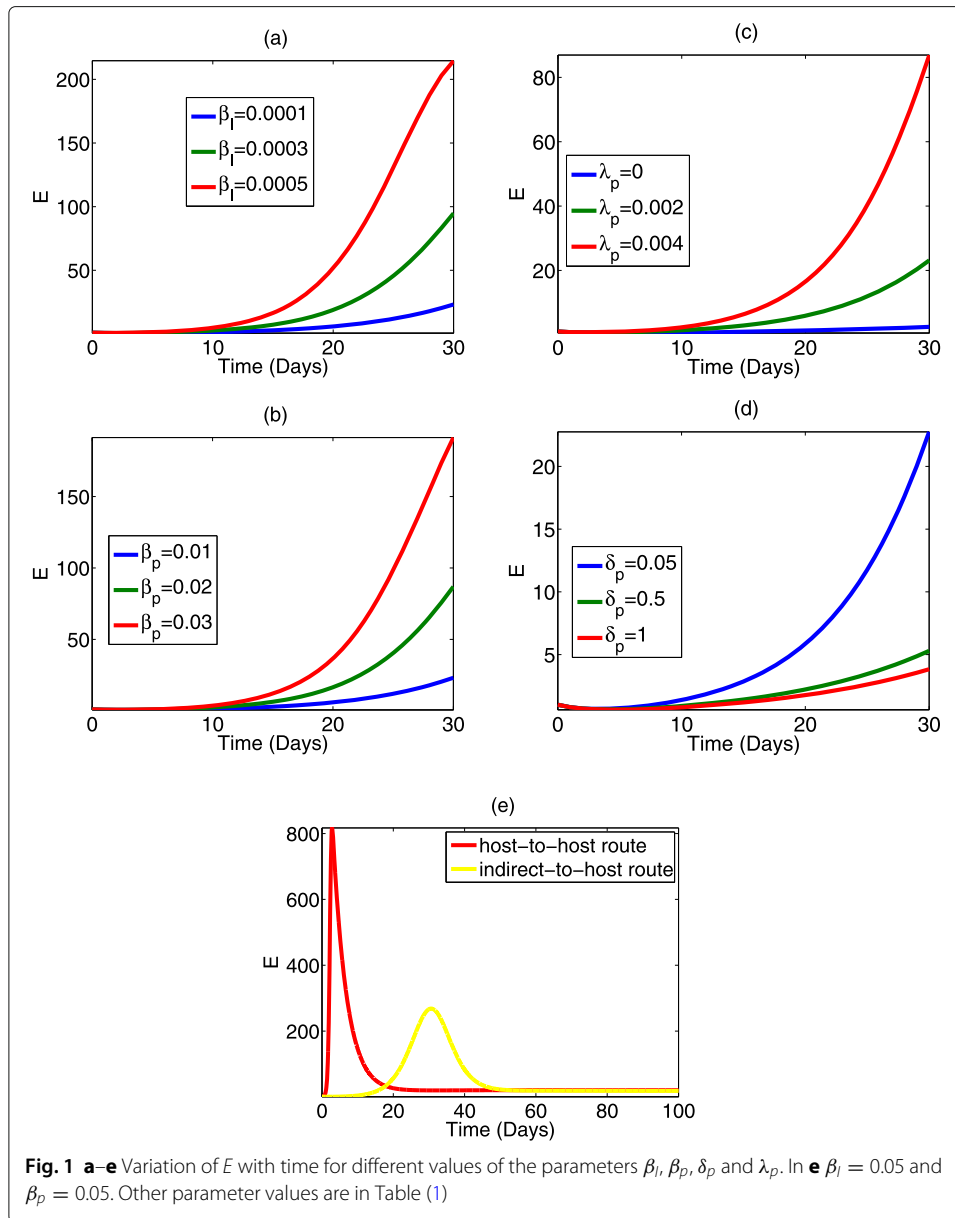 (a)
200
150
100
50
E
β_I=0.0001
β_I=0.0003
β_I=0.0005
0 10 20 30
Time (Days)
(c)
80
60
40
20
E
λ_p=0
λ_p=0.002
λ_p=0.004
0 10 20 30
Time (Days)
(b)
150
100
50
E
β_p=0.01
β_p=0.02
β_p=0.03
0 10 20 30
Time (Days)
(d)
20
15
10
5
E
δ_p=0.05
δ_p=0.5
δ_p=1
0 10 20 30
Time (Days)
(e)
800
600
400
200
E
host−to−host route
indirect−to−host route
0 20 40 60 80 100
Time (Days)
Fig. 1 a–e Variation of E with time for different values of the parameters β_I, β_p, δ_p and λ_p. In e β_I = 0.05 and
β_p = 0.05. Other parameter values are in Table (1)